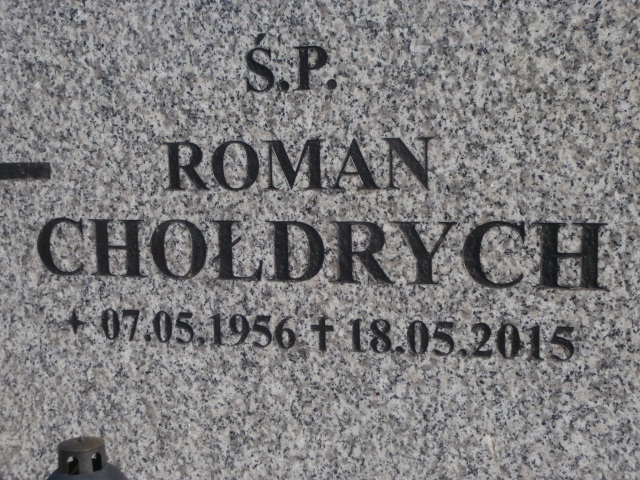 Ś.P.
ROMAN
CHOŁDRYCH
+ 07.05.1956 † 18.05.2015